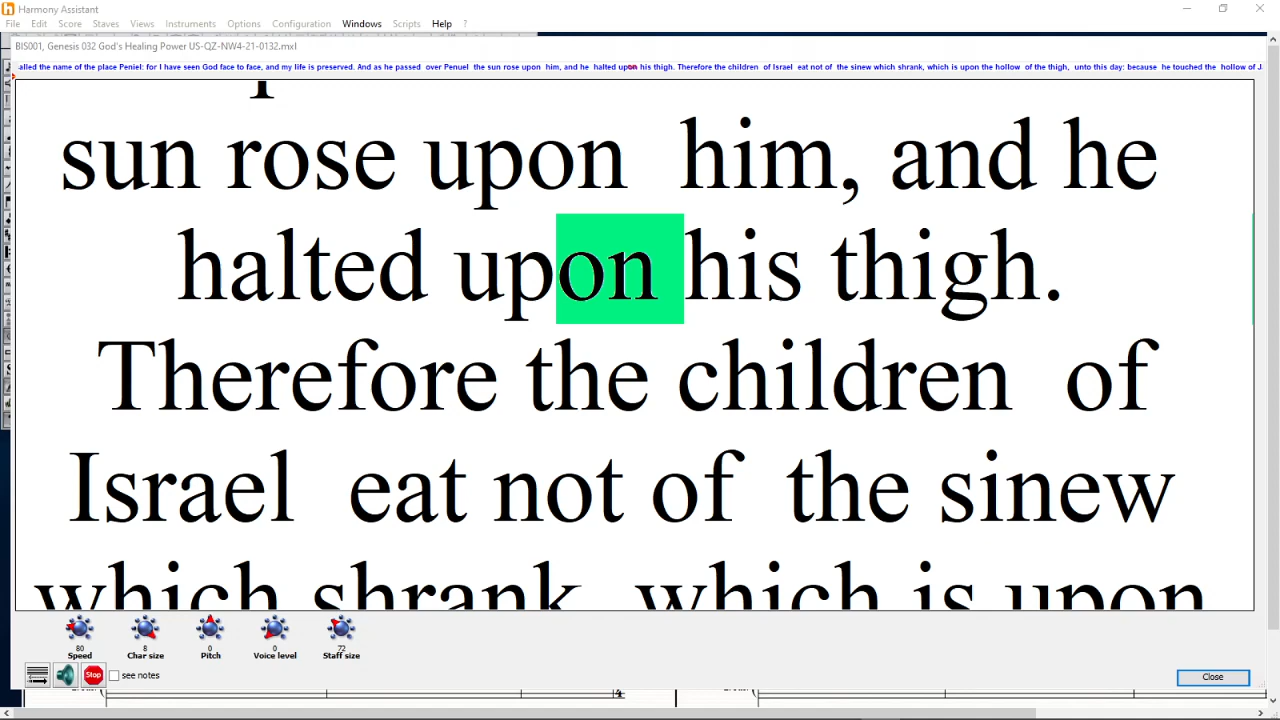 Harmony Assistant
File Edit Score Staves Views Instruments Options Configuration Windows Scripts Help ?
BIS001, Genesis 032 God's Healing Power US-QZ-NW4-21-0132.mxl
alled the name of the place Peniel: for I have seen God face to face, and my life is preserved. And as he passed over Penuel the sun rose upon him, and he halted upon his thigh. Therefore the children of Israel eat not of the sinew which shrank, which is upon the hollow of the thigh, unto this day: because he touched the hollow of J
sun rose upon him, and he
halted upon his thigh.
Therefore the children of
Israel eat not of the sinew
which shrank, which is upon
80 8 0 0 72
Speed Char size Pitch Voice level Staff size
Stop see notes
Close